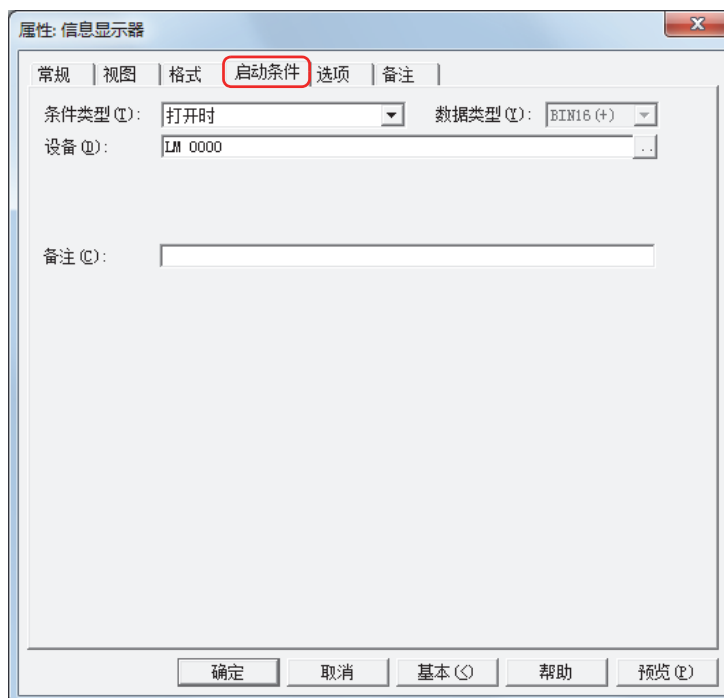 属性: 信息显示器
常规 视图 格式 启动条件 选项 备注
条件类型(T): 打开时 数据类型(Y): BIN16(+)
设备(D): LM 0000 ..
备注(C):
确定 取消 基本(<) 帮助 预览(P)